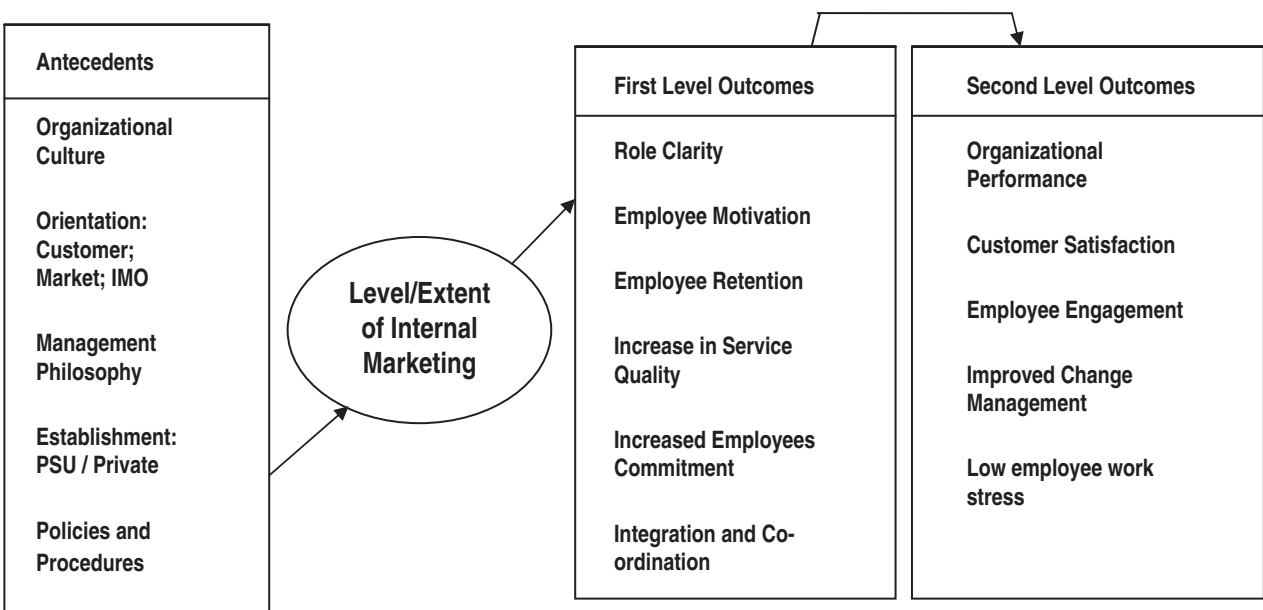 Antecedents
Organizational
Culture
Orientation:
Customer;
Market; IMO
Management
Philosophy
Establishment:
PSU / Private
Policies and
Procedures
Level/Extent
of Internal
Marketing
First Level Outcomes
Role Clarity
Employee Motivation
Employee Retention
Increase in Service
Quality
Increased Employees
Commitment
Integration and Co-
ordination
Second Level Outcomes
Organizational
Performance
Customer Satisfaction
Employee Engagement
Improved Change
Management
Low employee work
stress